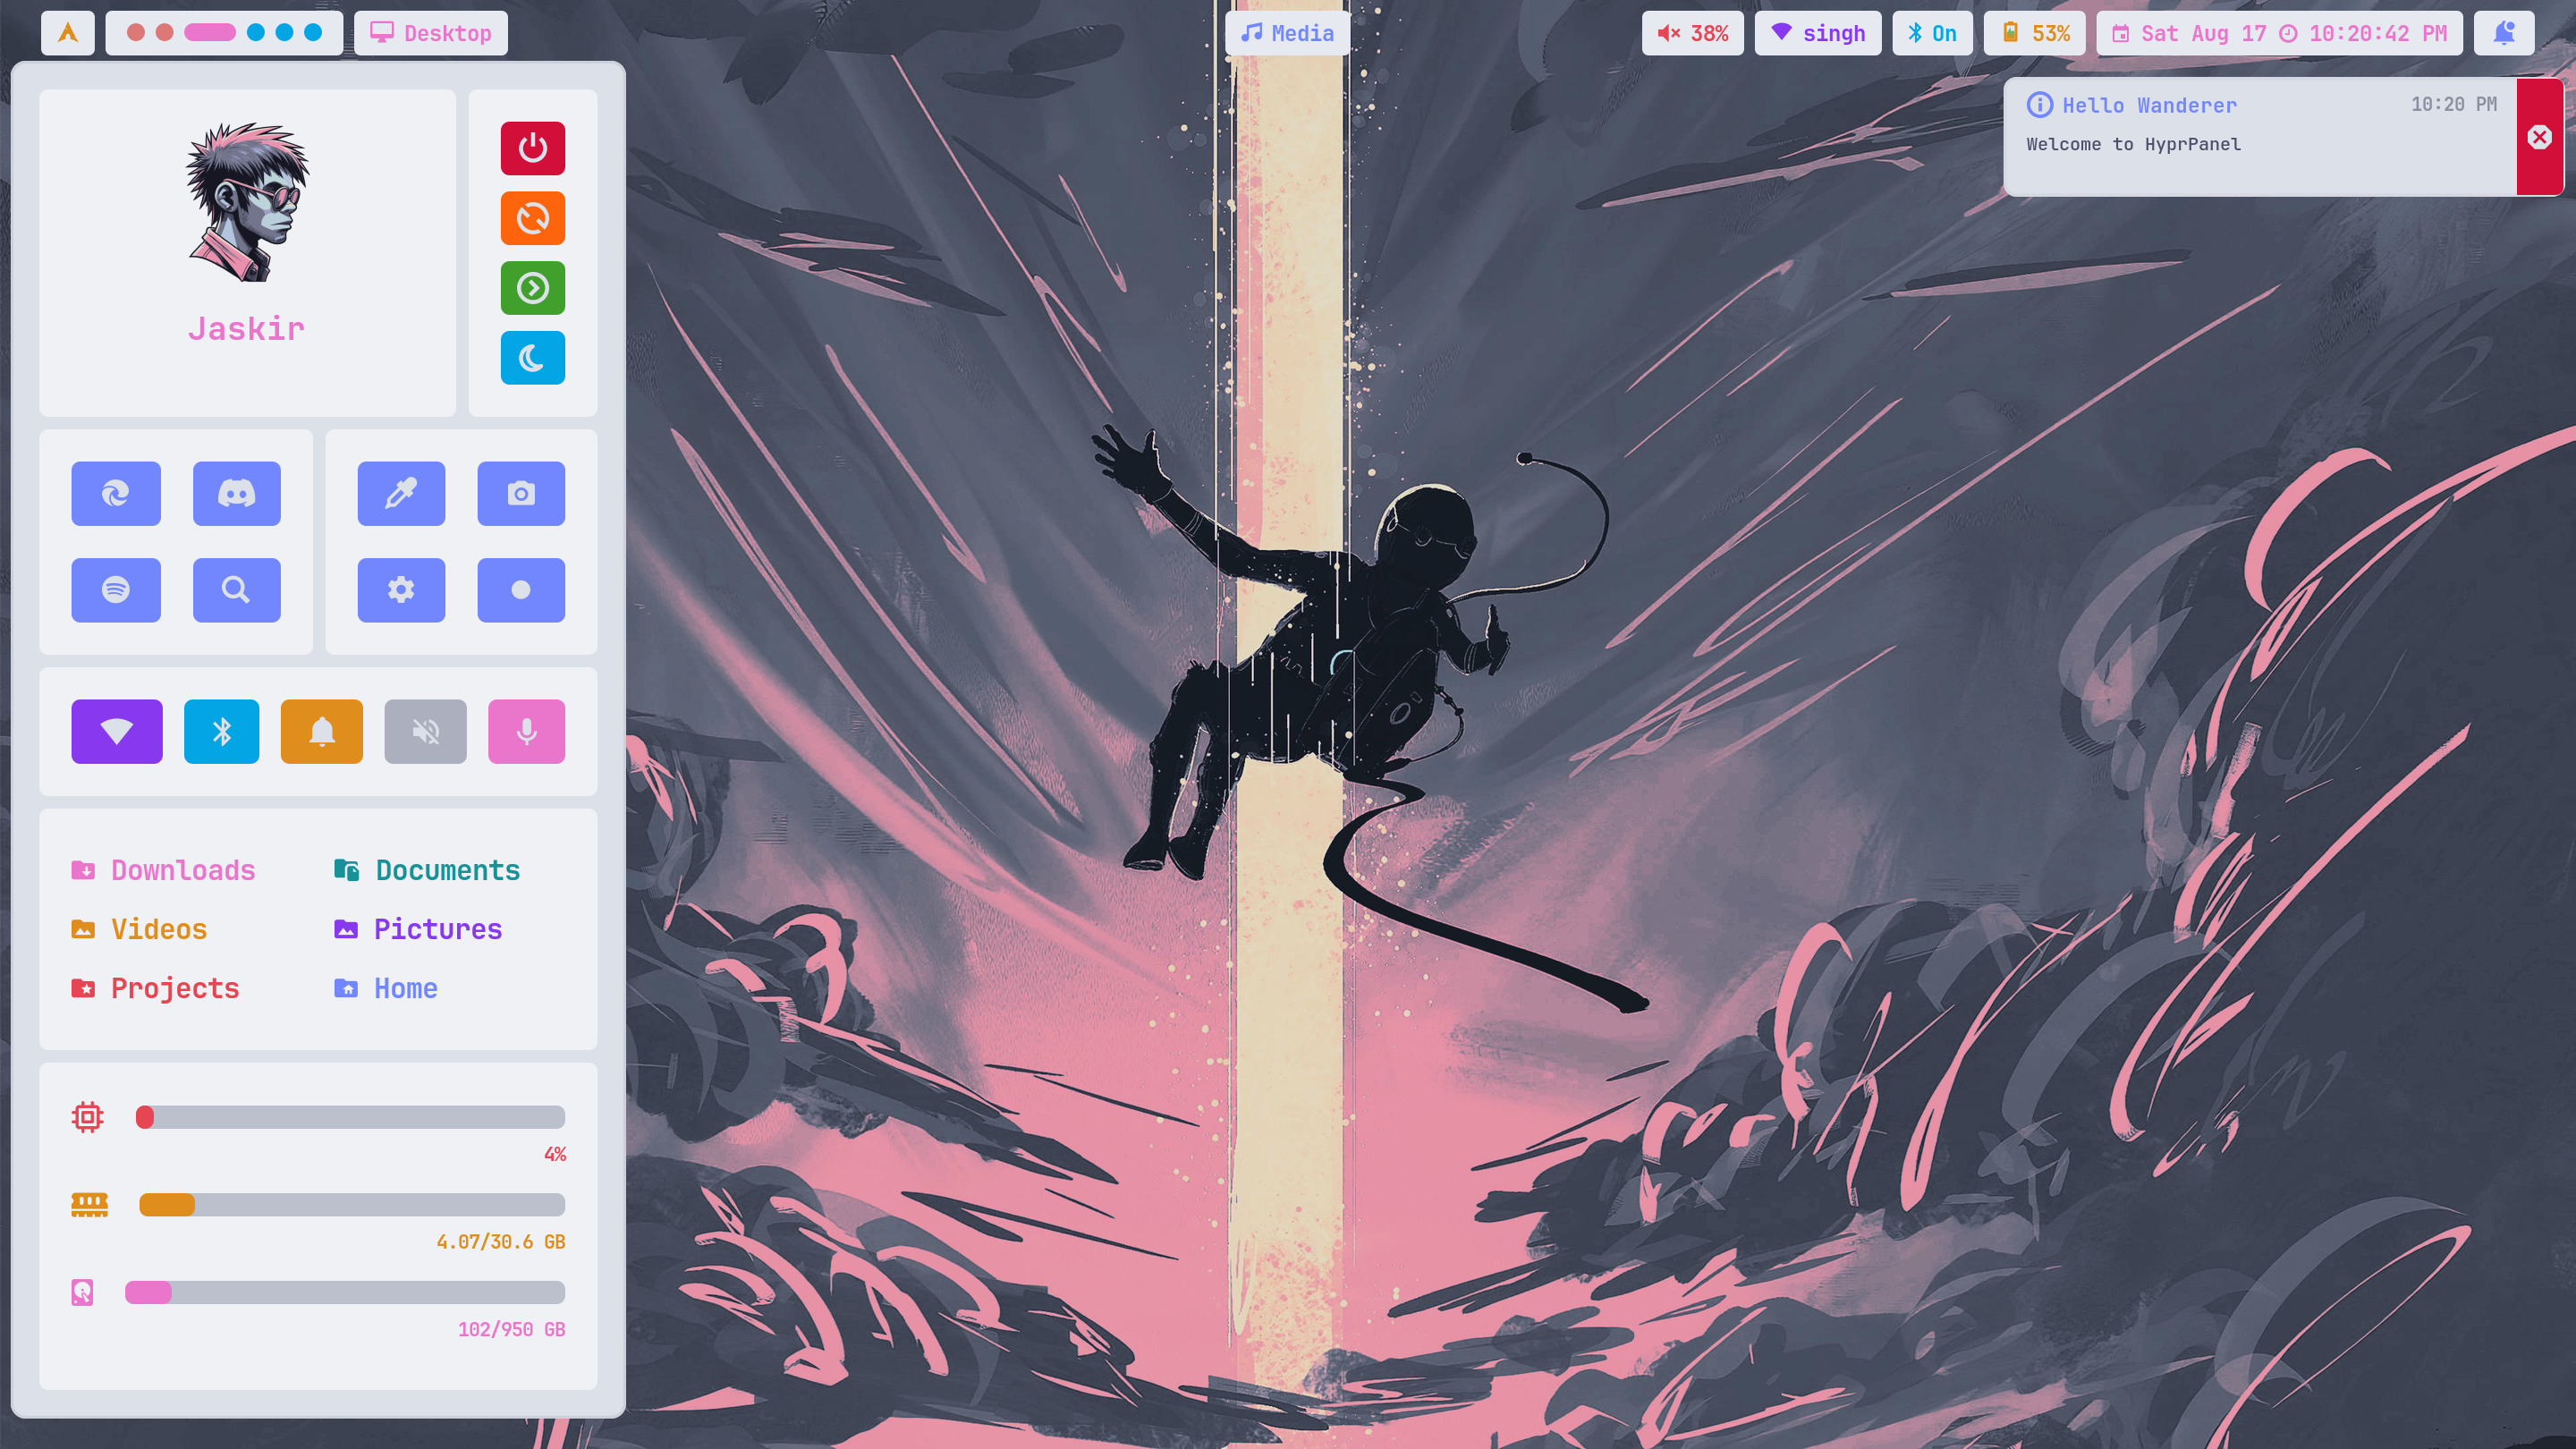 Desktop
Media
38%
singh
On
53%
Sat Aug 17 10:20:42 PM
Hello Wanderer 10:20 PM
Welcome to HyprPanel
Jaskir
Downloads Documents
Videos Pictures
Projects Home
4%
4.07/30.6 GB
102/950 GB